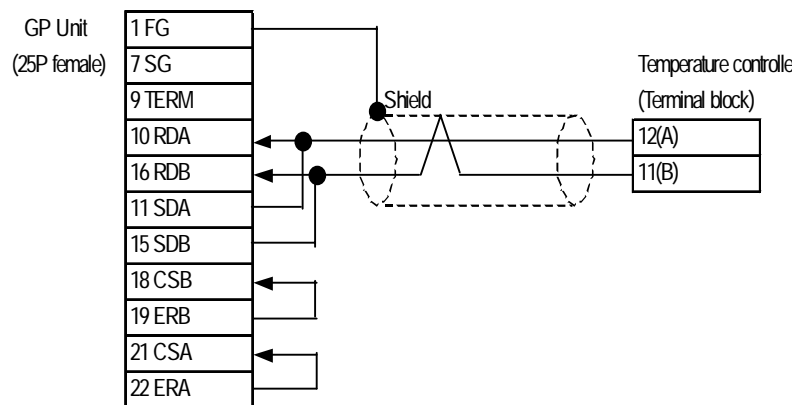 GP Unit
(25P female)
1 FG
7 SG
9 TERM
10 RDA
16 RDB
11 SDA
15 SDB
18 CSB
19 ERB
21 CSA
22 ERA
Shield
Temperature controlle
(Terminal block)
12(A)
11(B)